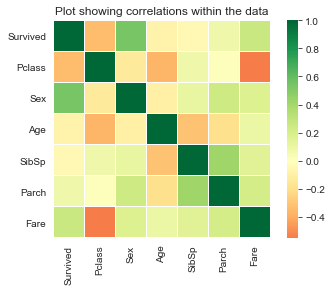 Plot showing correlations within the data
Survived
Pclass
Sex
Age
SibSp
Parch
Fare
Survived
Pclass
Sex
Age
SibSp
Parch
Fare
1.0
0.8
0.6
0.4
0.2
0.0
−0.2
−0.4